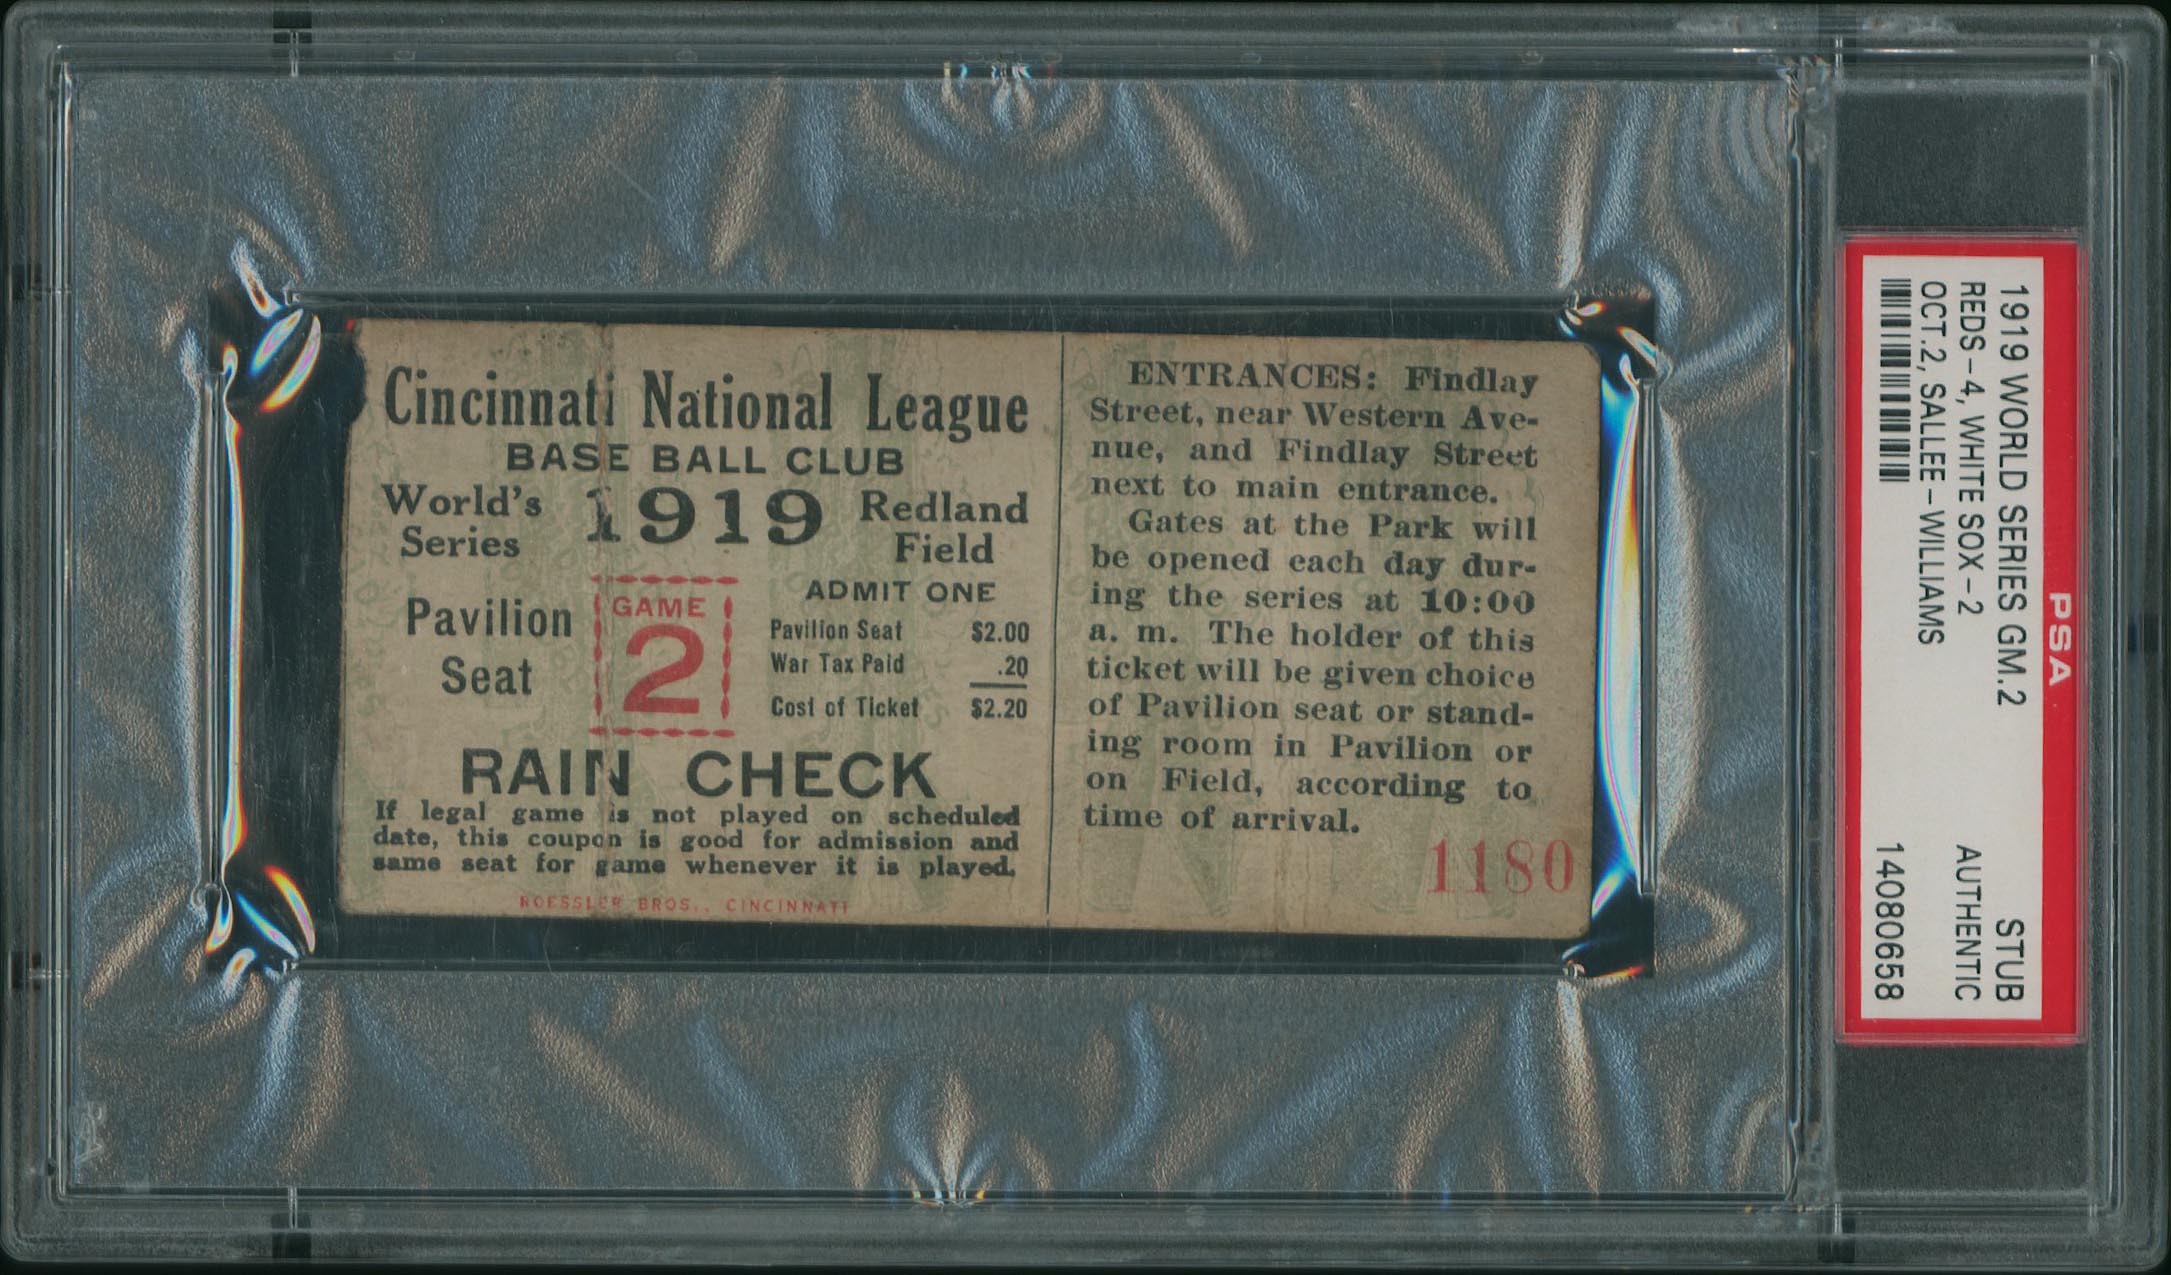 Cincinnati National League
BASE BALL CLUB
World's
Series
1919
Redland
Field
Pavilion
Seat
GAME
2
ADMIT ONE
Pavilion Seat $2.00
War Tax Paid .20
Cost of Ticket $2.20
RAIN CHECK
If legal game is not played on scheduled
date, this coupon is good for admission and
same seat for game whenever it is played.
ROESSLER BROS., CINCINNATI
ENTRANCES: Findlay
Street, near Western Ave-
nue, and Findlay Street
next to main entrance.
Gates at the Park will
be opened each day dur-
ing the series at 10:00
a. m. The holder of this
ticket will be given choice
of Pavilion seat or stand-
ing room in Pavilion or
on Field, according to
time of arrival.
1180
PSA
1919 WORLD SERIES GM.2 STUB
REDS-4, WHITE SOX-2 AUTHENTIC
OCT.2, SALLEE-WILLIAMS
14080658
PSA